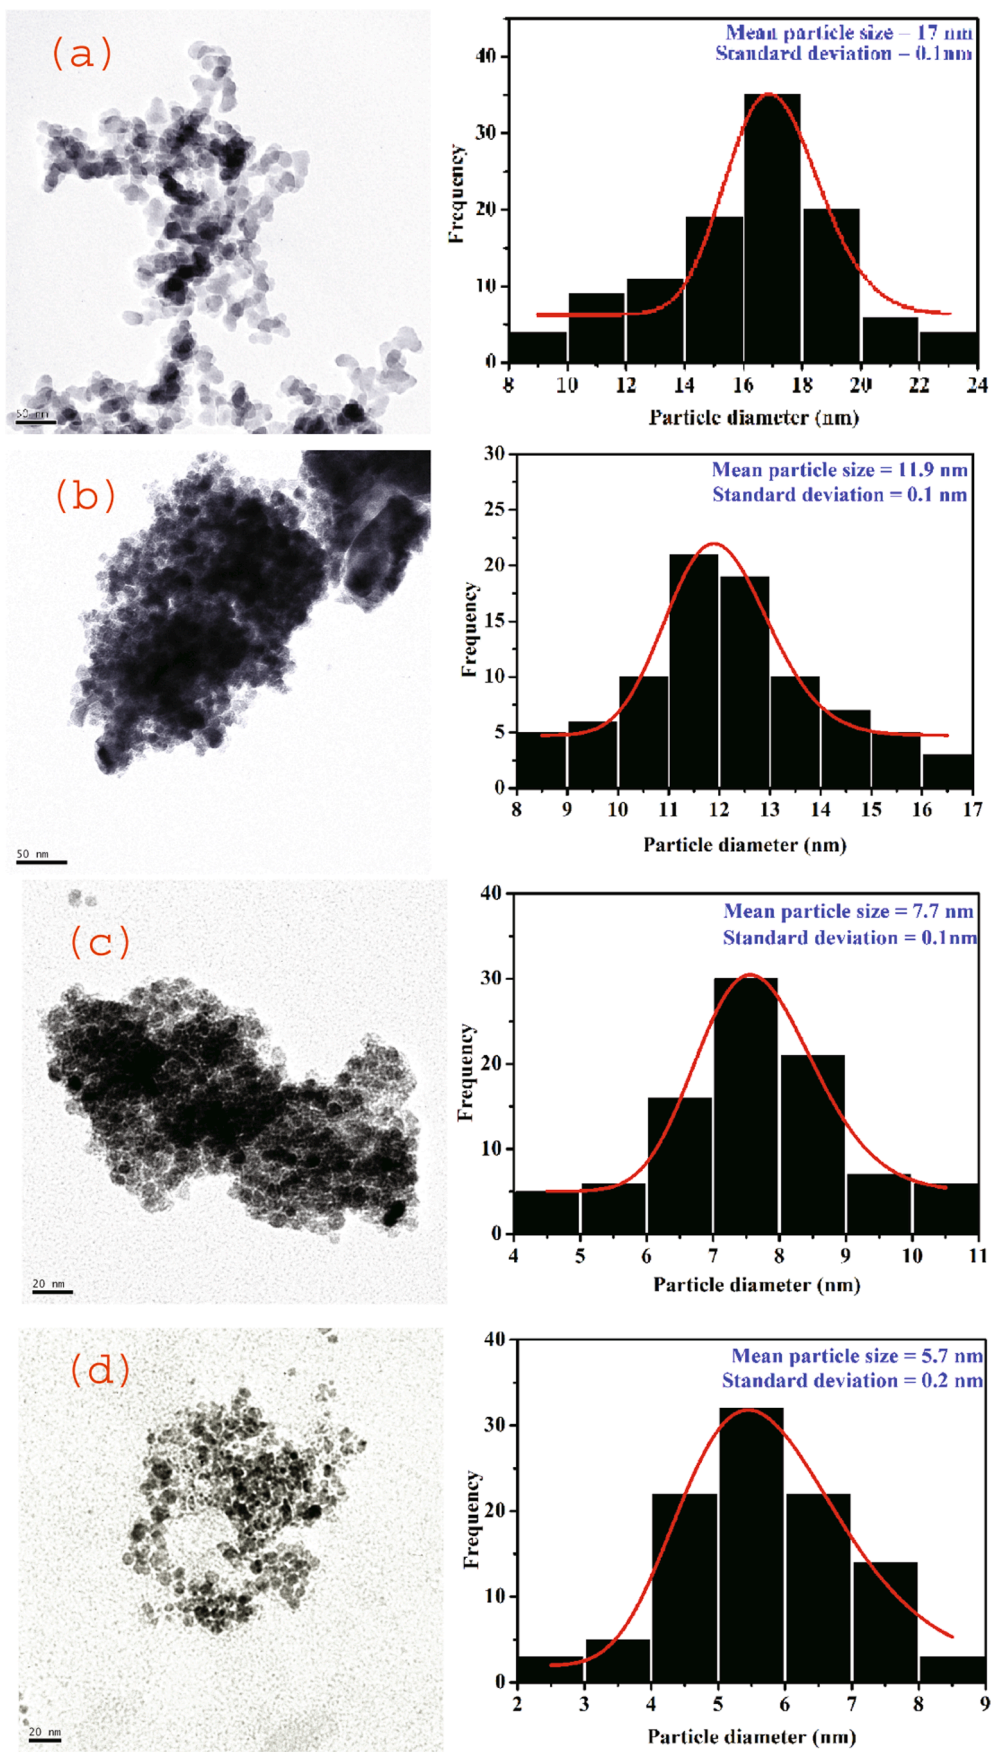 (a)
50 nm
Mean particle size – 17 nm
Standard deviation – 0.1nm
Frequency
40
30
20
10
0
8 10 12 14 16 18 20 22 24
Particle diameter (nm)
(b)
50 nm
Mean particle size = 11.9 nm
Standard deviation = 0.1 nm
Frequency
30
25
20
15
10
5
0
8 9 10 11 12 13 14 15 16 17
Particle diameter (nm)
(c)
20 nm
Mean particle size = 7.7 nm
Standard deviation = 0.1nm
Frequency
40
30
20
10
0
4 5 6 7 8 9 10 11
Particle diameter (nm)
(d)
20 nm
Mean particle size = 5.7 nm
Standard deviation = 0.2 nm
Frequency
40
30
20
10
0
2 3 4 5 6 7 8 9
Particle diameter (nm)